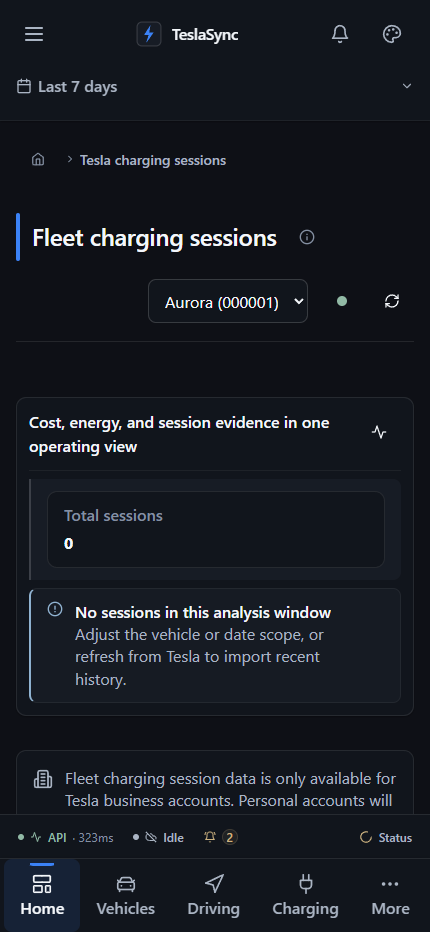 TeslaSync
Last 7 days
Tesla charging sessions
Fleet charging sessions
Aurora (000001)
Cost, energy, and session evidence in one
operating view
Total sessions
0
No sessions in this analysis window
Adjust the vehicle or date scope, or
refresh from Tesla to import recent
history.
Fleet charging session data is only available for
Tesla business accounts. Personal accounts will
API · 323ms Idle 2 Status
Home Vehicles Driving Charging More